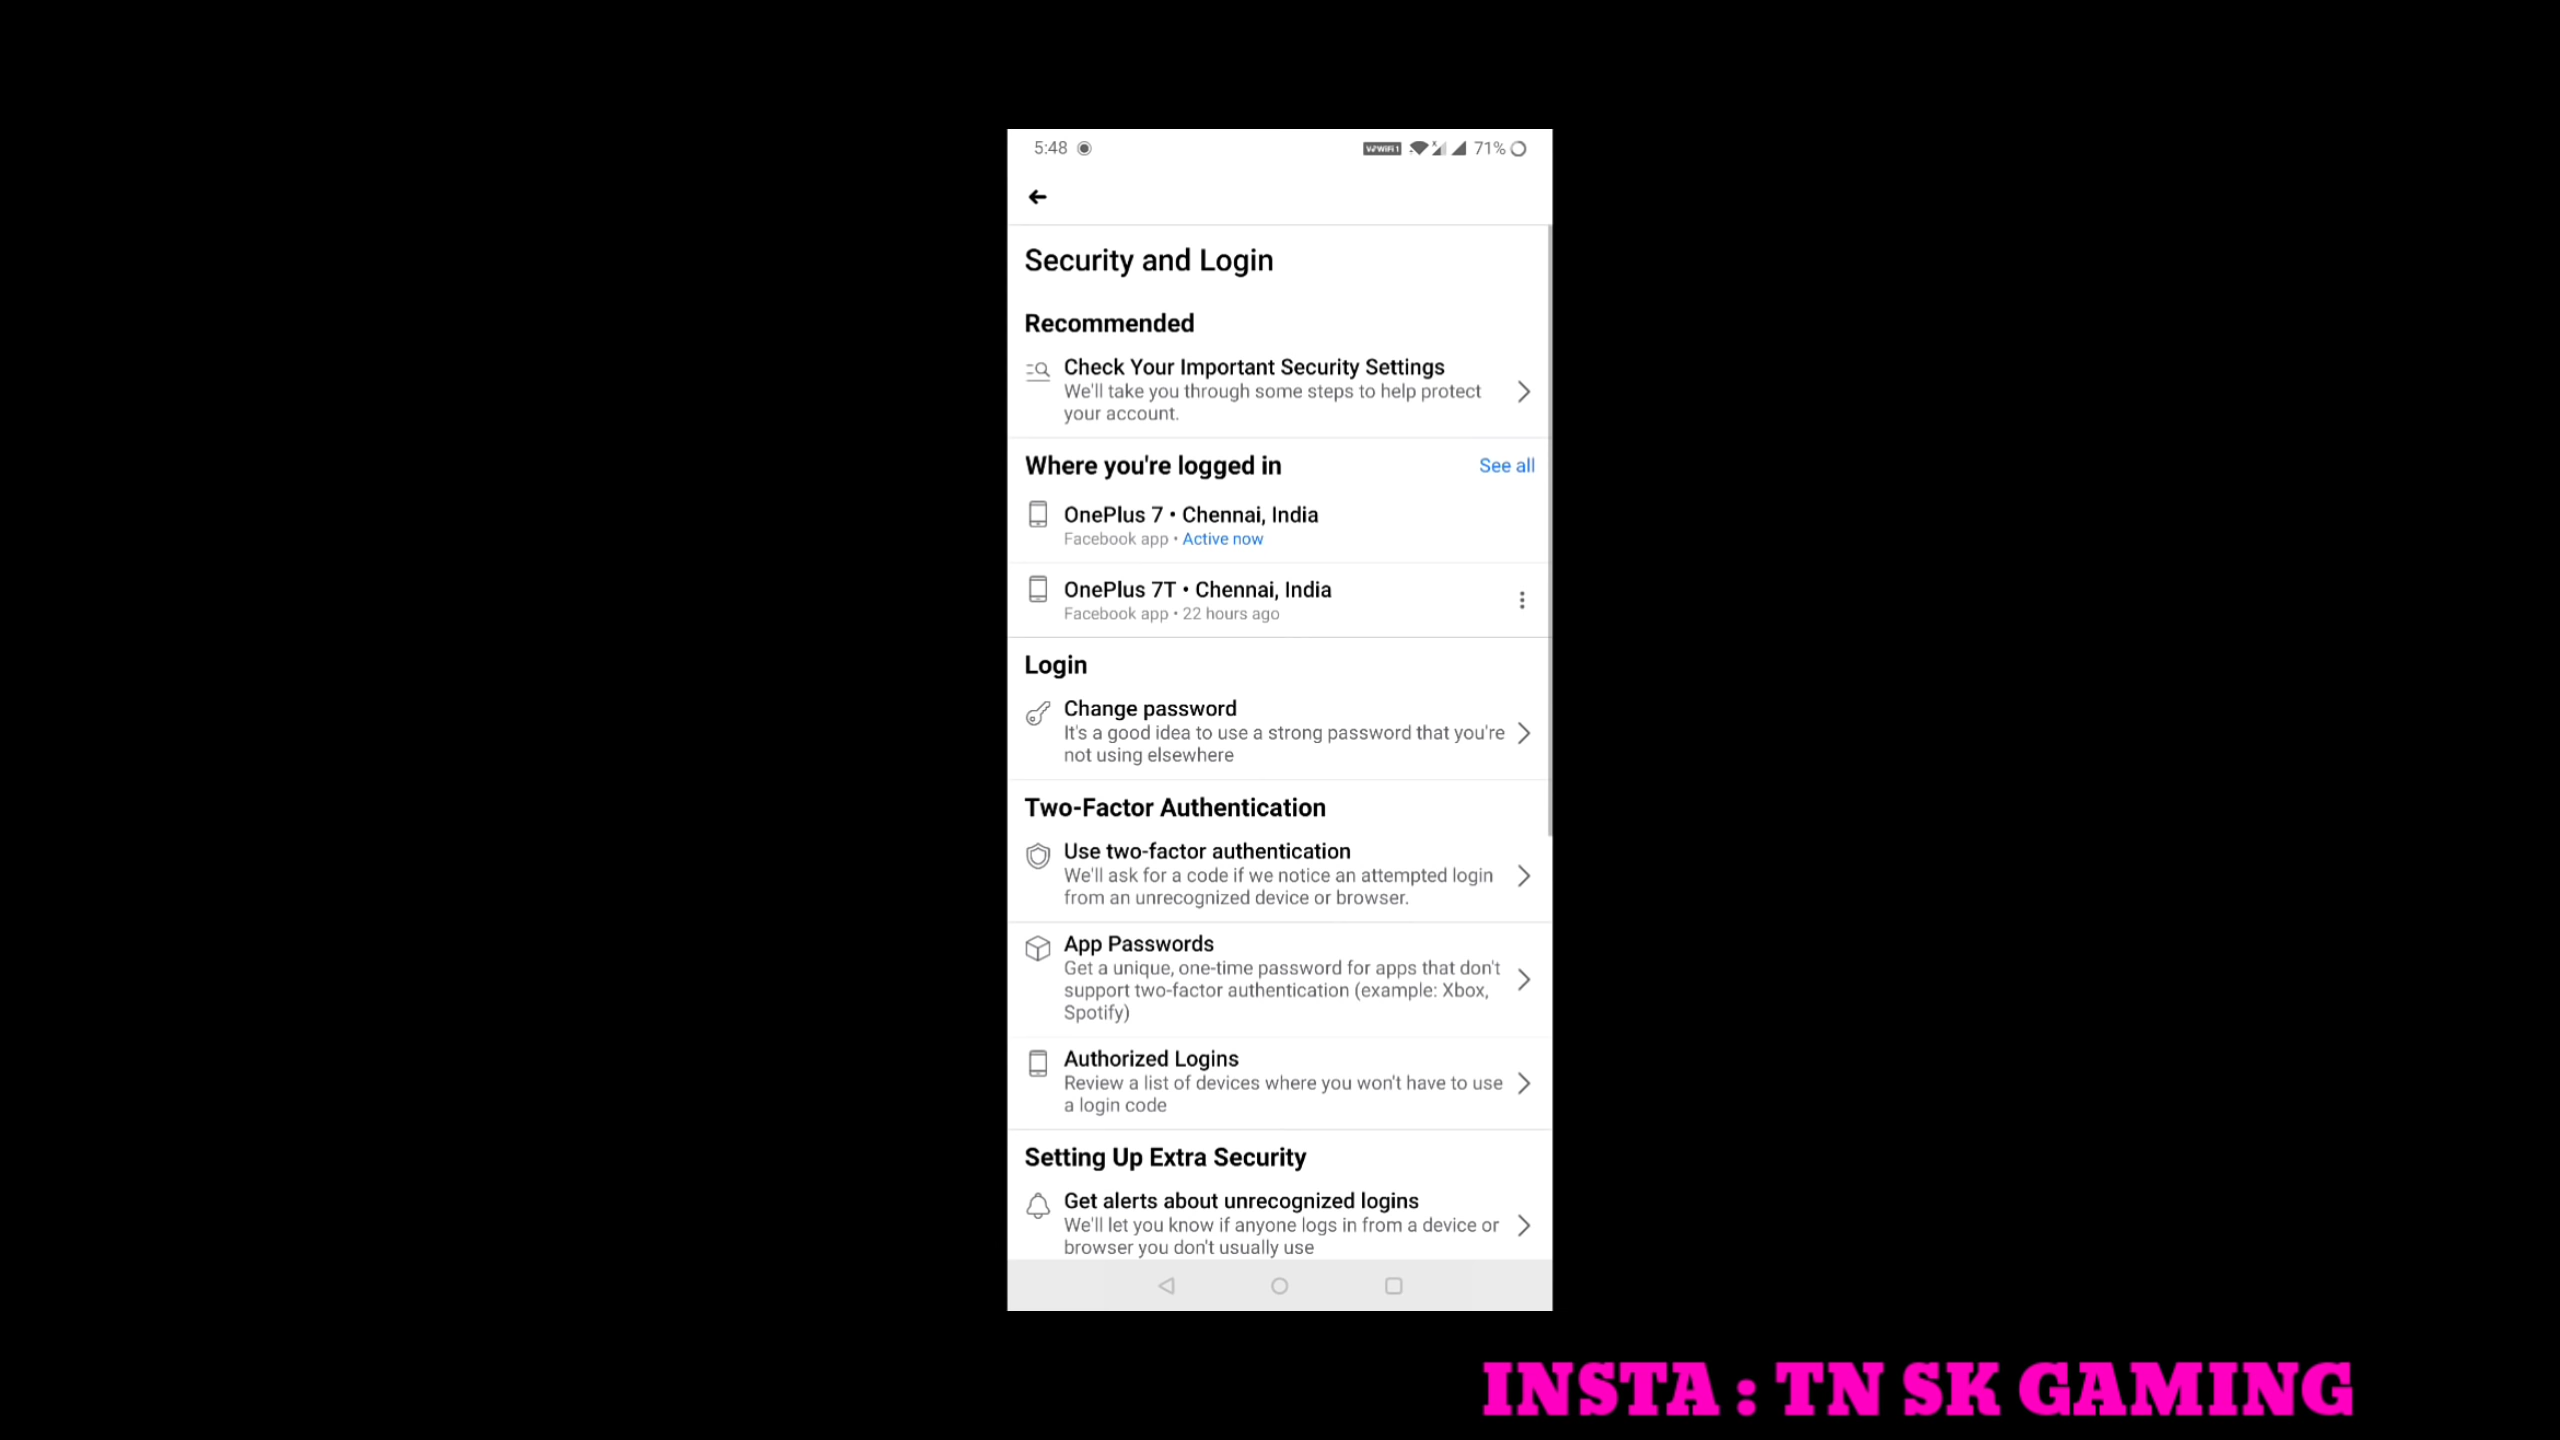 5:48
71%
Security and Login
Recommended
Check Your Important Security Settings
We'll take you through some steps to help protect
your account.
Where you're logged in
See all
OnePlus 7 • Chennai, India
Facebook app • Active now
OnePlus 7T • Chennai, India
Facebook app • 22 hours ago
Login
Change password
It's a good idea to use a strong password that you're
not using elsewhere
Two-Factor Authentication
Use two-factor authentication
We'll ask for a code if we notice an attempted login
from an unrecognized device or browser.
App Passwords
Get a unique, one-time password for apps that don't
support two-factor authentication (example: Xbox,
Spotify)
Authorized Logins
Review a list of devices where you won't have to use
a login code
Setting Up Extra Security
Get alerts about unrecognized logins
We'll let you know if anyone logs in from a device or
browser you don't usually use
INSTA : TN SK GAMING